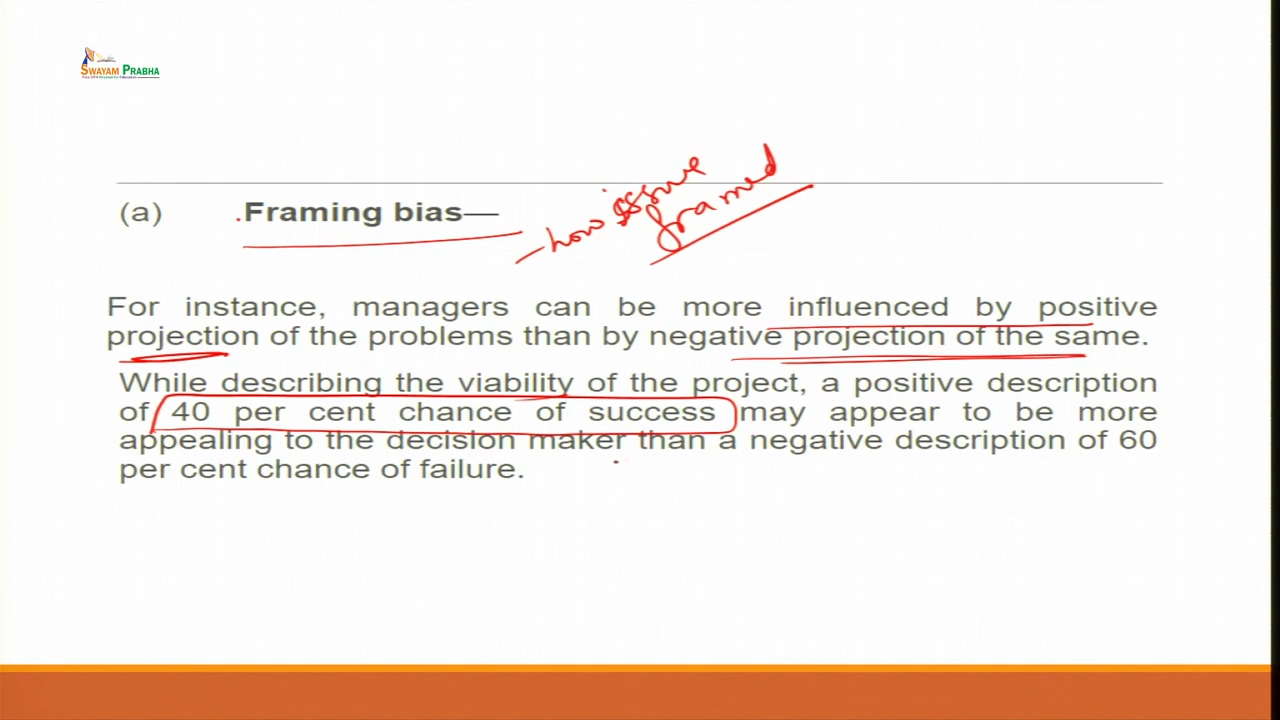 SWAYAM PRABHA
(a) Framing bias—
-how issue
framed
For instance, managers can be more influenced by positive
projection of the problems than by negative projection of the same.
While describing the viability of the project, a positive description
of 40 per cent chance of success may appear to be more
appealing to the decision maker than a negative description of 60
per cent chance of failure.